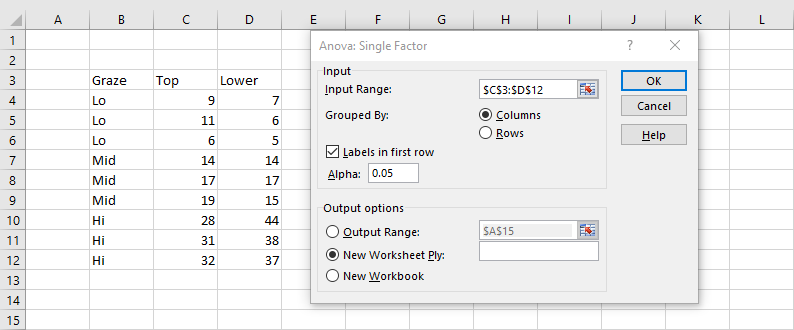 A B C D E F G H I J K L
1
2
3 Graze Top Lower
4 Lo 9 7
5 Lo 11 6
6 Lo 6 5
7 Mid 14 14
8 Mid 17 17
9 Mid 19 15
10 Hi 28 44
11 Hi 31 38
12 Hi 32 37
13
14
15
Anova: Single Factor ? ×
Input
Input Range: $C$3:$D$12
Grouped By: Columns
Rows
Labels in first row
Alpha: 0.05
OK
Cancel
Help
Output options
Output Range: $A$15
New Worksheet Ply:
New Workbook